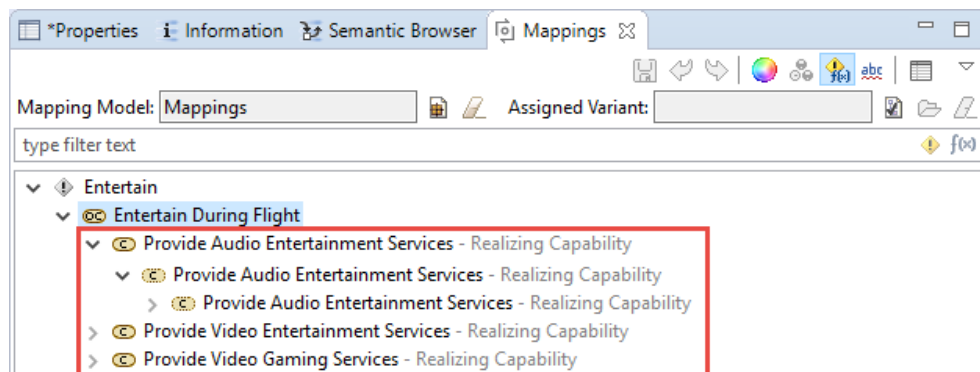 *Properties Information Semantic Browser Mappings
f(x) abc
Mapping Model: Mappings Assigned Variant:
type filter text f(x)
Entertain
OC Entertain During Flight
C Provide Audio Entertainment Services - Realizing Capability
C Provide Audio Entertainment Services - Realizing Capability
C Provide Audio Entertainment Services - Realizing Capability
C Provide Video Entertainment Services - Realizing Capability
C Provide Video Gaming Services - Realizing Capability